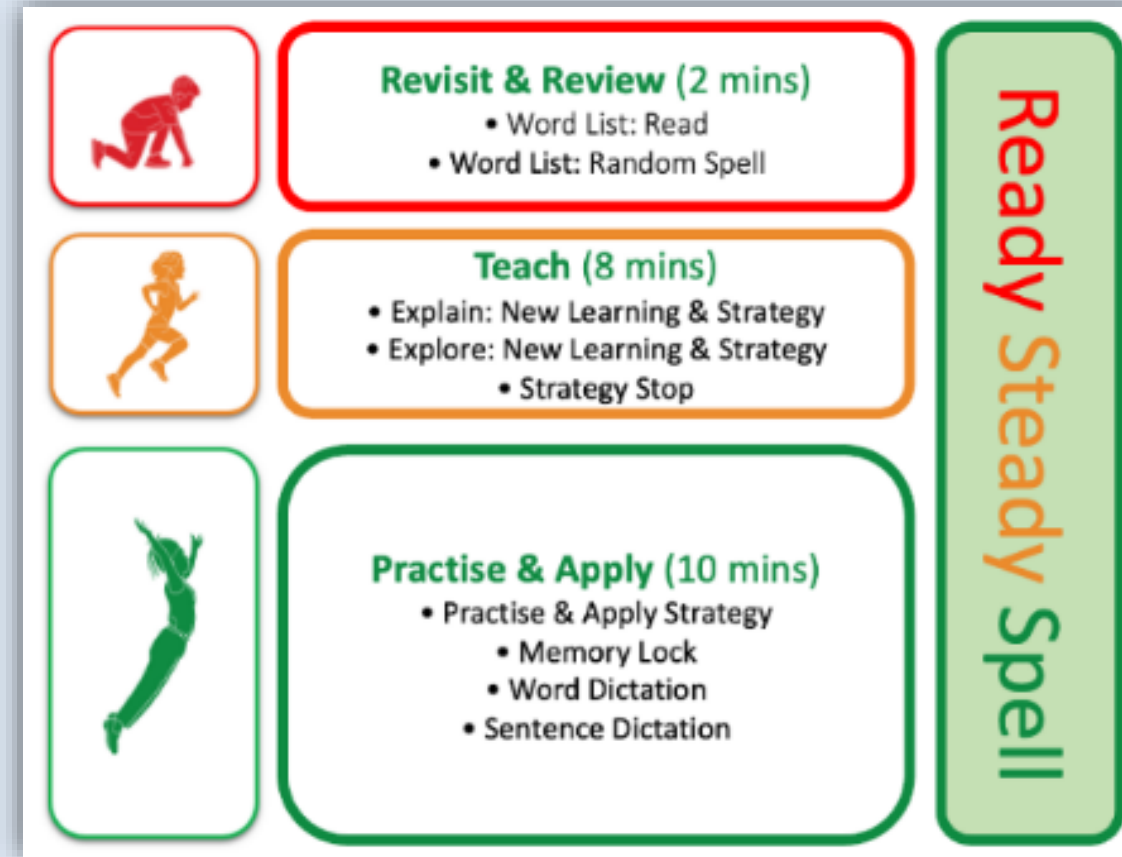 Revisit & Review (2 mins)
• Word List: Read
• Word List: Random Spell
Teach (8 mins)
• Explain: New Learning & Strategy
• Explore: New Learning & Strategy
• Strategy Stop
Practise & Apply (10 mins)
• Practise & Apply Strategy
• Memory Lock
• Word Dictation
• Sentence Dictation
Ready Steady Spell